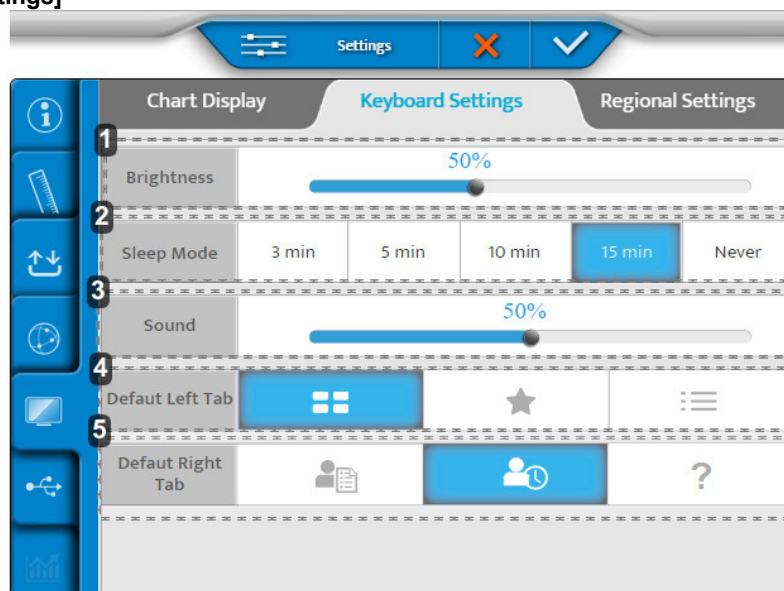 tings]
Settings
Chart Display Keyboard Settings Regional Settings
1
50%
Brightness
2
Sleep Mode 3 min 5 min 10 min 15 min Never
3
50%
Sound
4
Defaut Left Tab
5
Defaut Right
Tab
?